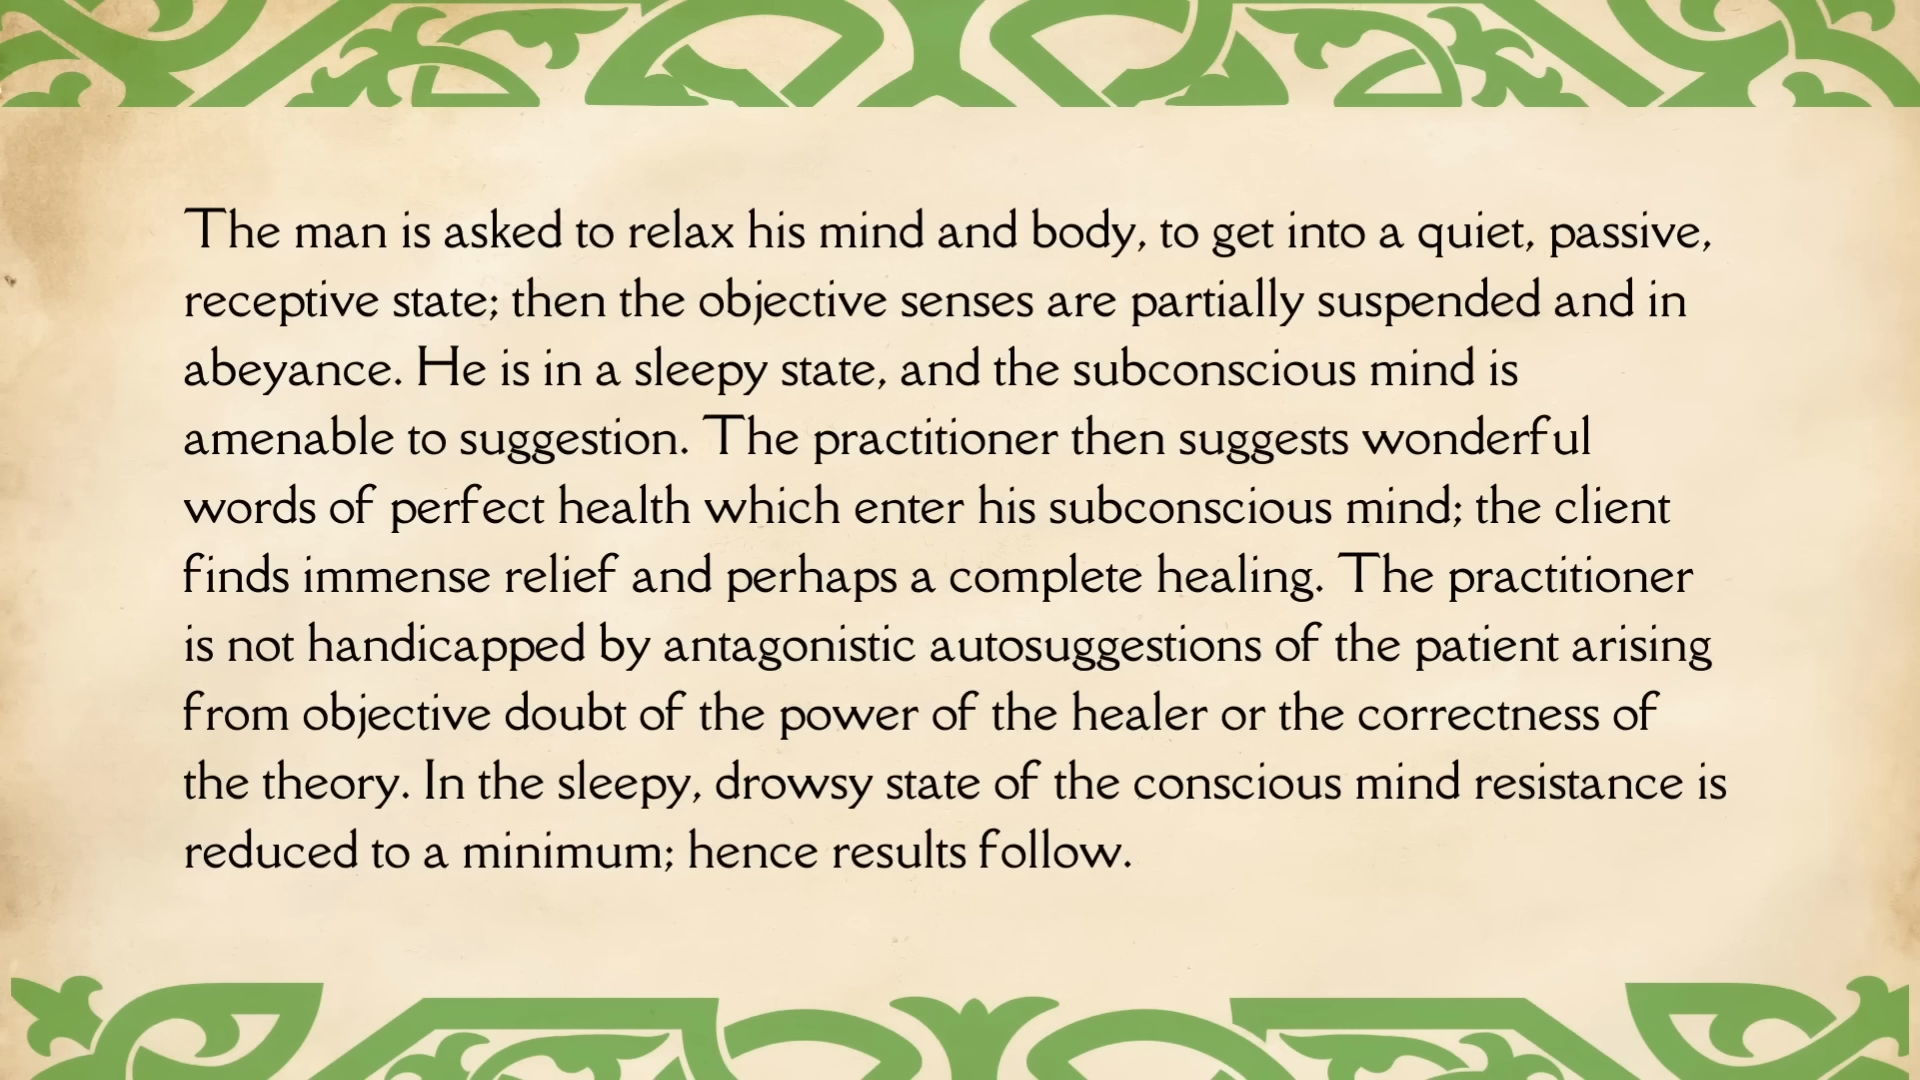 The man is asked to relax his mind and body, to get into a quiet, passive,
receptive state; then the objective senses are partially suspended and in
abeyance. He is in a sleepy state, and the subconscious mind is
amenable to suggestion. The practitioner then suggests wonderful
words of perfect health which enter his subconscious mind; the client
finds immense relief and perhaps a complete healing. The practitioner
is not handicapped by antagonistic autosuggestions of the patient arising
from objective doubt of the power of the healer or the correctness of
the theory. In the sleepy, drowsy state of the conscious mind resistance is
reduced to a minimum; hence results follow.